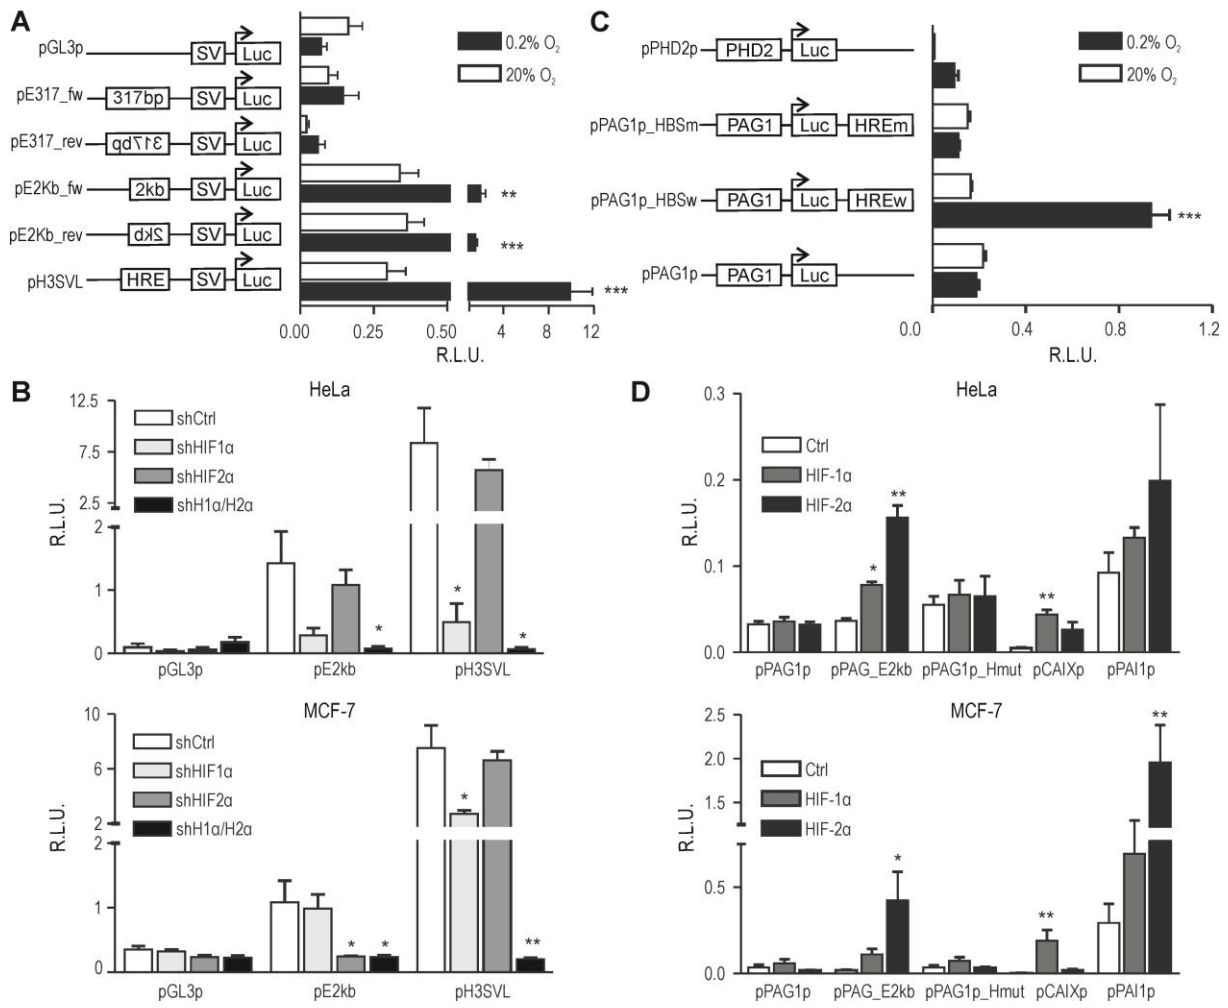 A
pGL3p
SV
Luc
pE317_fw
317bp
SV
Luc
pE317_rev
317bp
SV
Luc
pE2Kb_fw
2kb
SV
Luc
**
pE2Kb_rev
2kb
SV
Luc
***
pH3SVL
HRE
SV
Luc
***
0.2% O₂
20% O₂
0.00 0.25 0.50 4 8 12
R.L.U.
C
pPHD2p
PHD2
Luc
pPAG1p_HBSm
PAG1
Luc
HREm
pPAG1p_HBSw
PAG1
Luc
HREw
***
pPAG1p
PAG1
Luc
0.2% O₂
20% O₂
0.0 0.4 0.8 1.2
R.L.U.
B
HeLa
12.5
7.5
2.5
2
1
0
R.L.U.
shCtrl
shHIF1α
shHIF2α
shH1α/H2α
* * *
pGL3p pE2kb pH3SVL
MCF-7
10
6
2
2
1
0
R.L.U.
shCtrl
shHIF1α
shHIF2α
shH1α/H2α
* * * **
pGL3p pE2kb pH3SVL
D
HeLa
0.3
0.2
0.1
0.0
R.L.U.
Ctrl
HIF-1α
HIF-2α
* ** **
pPAG1p pPAG_E2kb pPAG1p_Hmut pCAIXp pPAI1p
MCF-7
2.5
2.0
1.5
1.0
0.5
0.0
R.L.U.
Ctrl
HIF-1α
HIF-2α
* ** **
pPAG1p pPAG_E2kb pPAG1p_Hmut pCAIXp pPAI1p